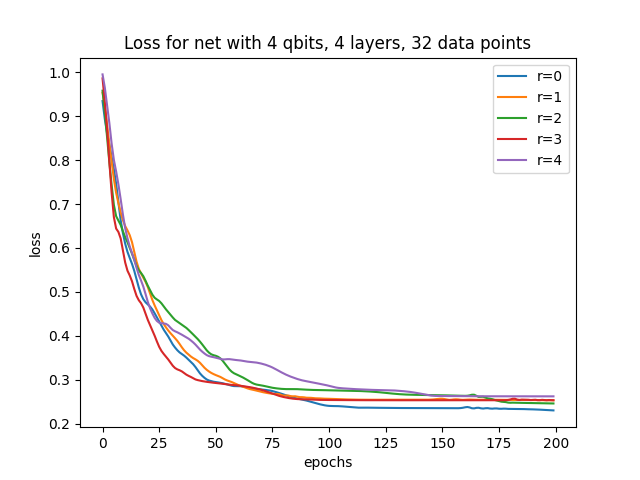 Loss for net with 4 qbits, 4 layers, 32 data points
1.0
0.9
0.8
0.7
0.6
0.5
0.4
0.3
0.2
loss
r=0
r=1
r=2
r=3
r=4
0 25 50 75 100 125 150 175 200
epochs